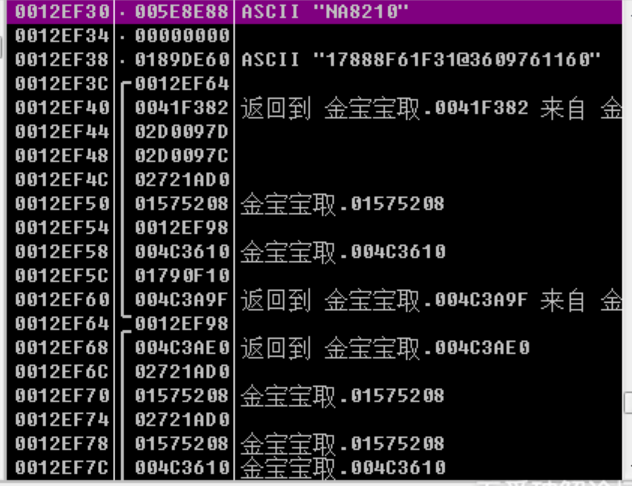 0012EF30 · 005E8E88 ASCII "NA8210"
0012EF34 · 00000000
0012EF38 · 0189DE60 ASCII "17888F61F31@3609761160"
0012EF3C 0012EF64
0012EF40 0041F382 返回到 金宝宝取.0041F382 来自 金
0012EF44 02D0097D
0012EF48 02D0097C
0012EF4C 02721AD0
0012EF50 01575208 金宝宝取.01575208
0012EF54 0012EF98
0012EF58 004C3610 金宝宝取.004C3610
0012EF5C 01790F10
0012EF60 004C3A9F 返回到 金宝宝取.004C3A9F 来自 金
0012EF64 0012EF98
0012EF68 004C3AE0 返回到 金宝宝取.004C3AE0
0012EF6C 02721AD0
0012EF70 01575208 金宝宝取.01575208
0012EF74 02721AD0
0012EF78 01575208 金宝宝取.01575208
0012EF7C 004C3610 金宝宝取.004C3610